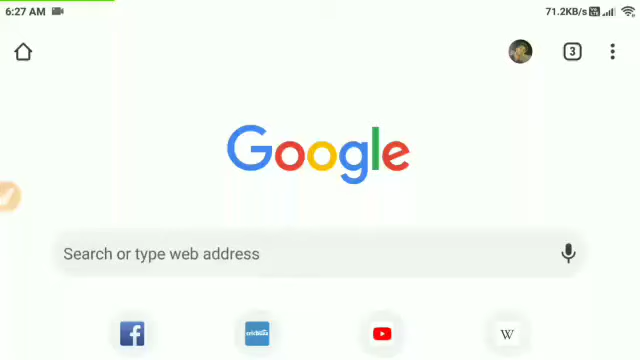 6:27 AM 71.2KB/s
3
Google
Search or type web address
f
W